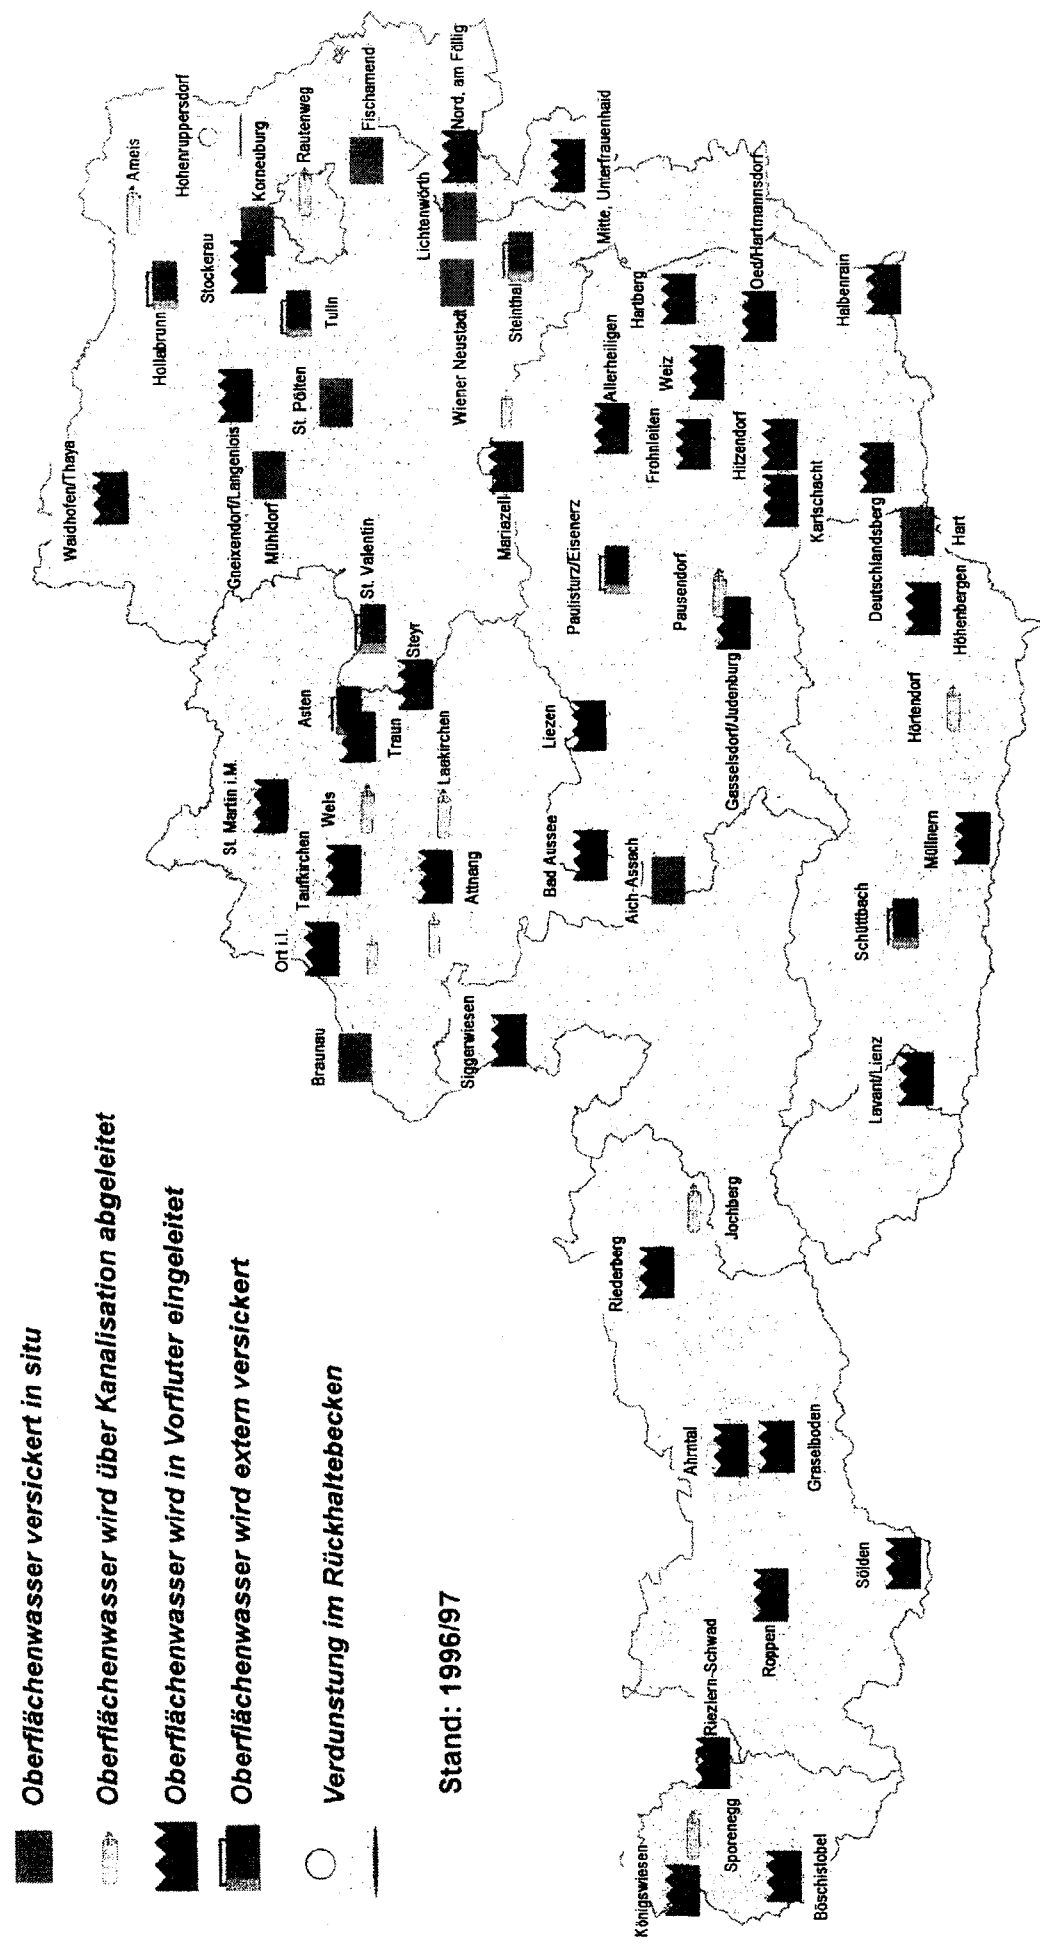 Oberflächenwasser versickert in situ
Oberflächenwasser wird über Kanalisation abgeleitet
Oberflächenwasser wird in Vorfluter eingeleitet
Oberflächenwasser wird extern versickert
Verdunstung im Rückhaltebecken
Stand: 1996/97
Waidhofen/Thaya
Ameis
Hollabrunn
Hohenruppersdorf
Stockerau
Korneuburg
Rautenweg
Gneixendorf/Langenlois
Mühldorf
St. Pölten
Tulln
Fischamend
St. Valentin
Steyr
Asten
Traun
St. Martin i.M.
Wels
Laakirchen
Taufkirchen
Attnang
Ort i.I.
Braunau
Siggerwiesen
Lichtenwörth
Nord, am Föllig
Wiener Neustadt
Steinthal
Mariazell
Mitte, Unterfrauenhaid
Allerheiligen
Hartberg
Oed/Hartmannsdorf
Weiz
Frohnleiten
Hitzendorf
Karlschacht
Halbenrain
Paulisturz/Eisenerz
Pausendorf
Gasselsdorf/Judenburg
Liezen
Bad Aussee
Aich-Assach
Deutschlandsberg
Hart
Höhenbergen
Hörtendorf
Müllnern
Schüttbach
Lavant/Lienz
Jochberg
Riederberg
Ahrntal
Graselboden
Sölden
Roppen
Riezlern-Schwad
Sporenegg
Königswiesen
Böschistobel